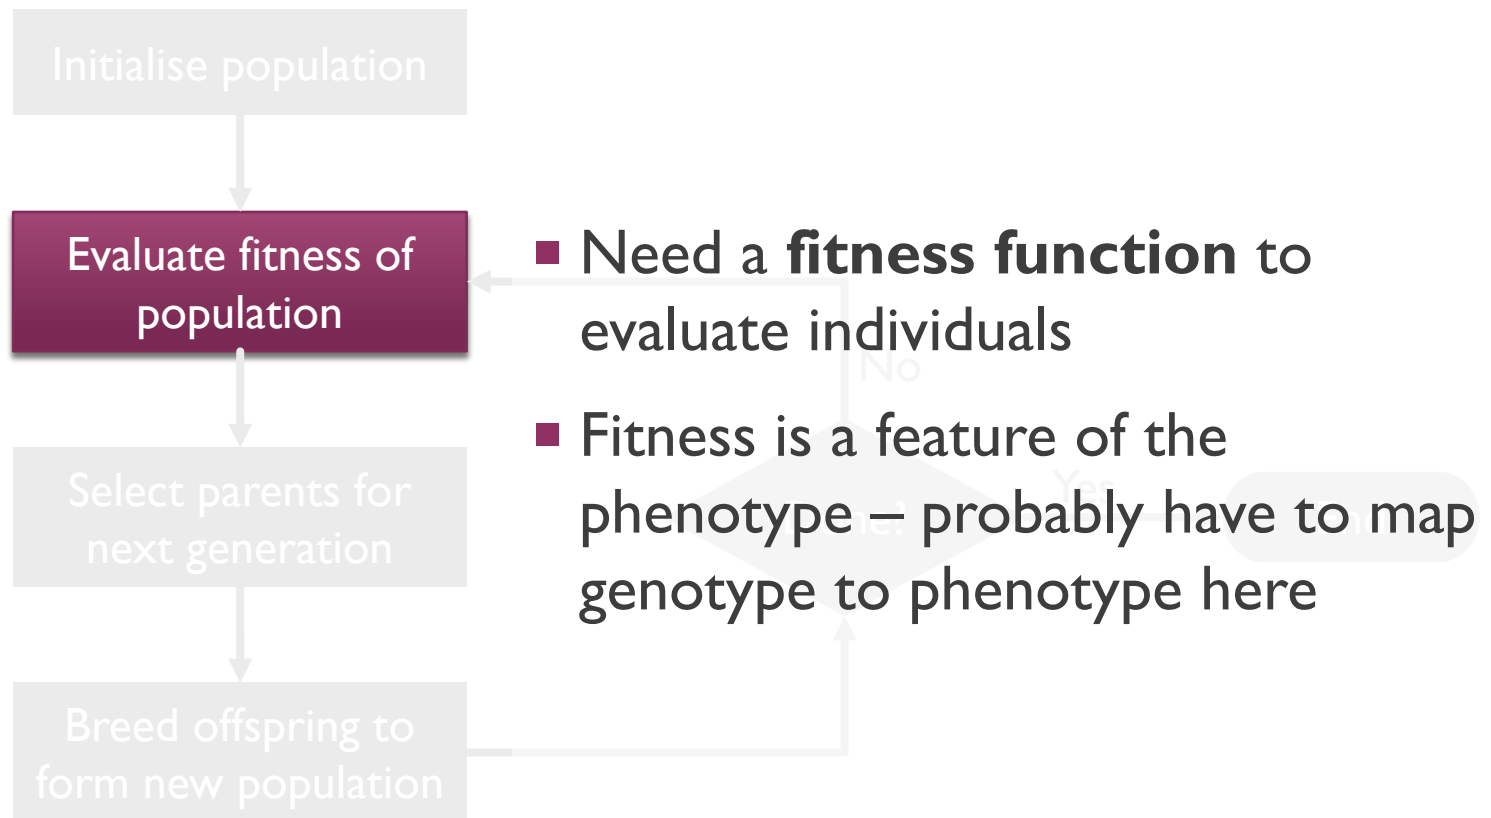 Initialise population
Evaluate fitness of
population
Need a fitness function to
evaluate individuals
No
Fitness is a feature of the
phenotype – probably have to map
genotype to phenotype here
Yes
Select parents for
next generation
Breed offspring to
form new population